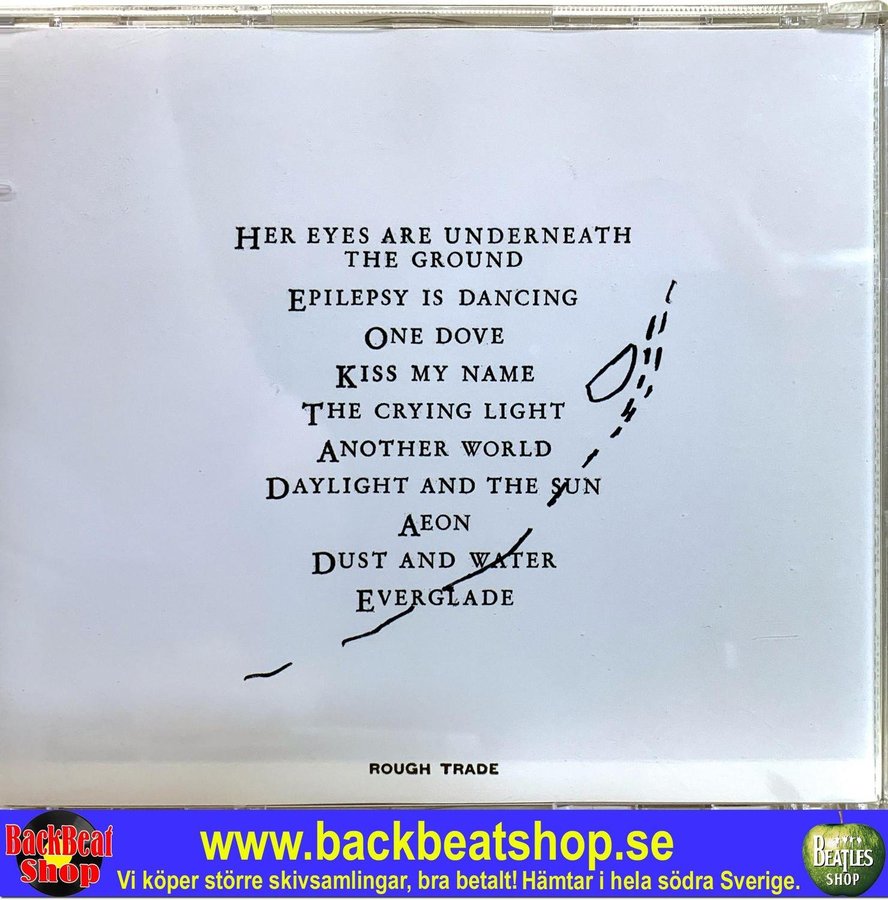 HER EYES ARE UNDERNEATH
THE GROUND
EPILEPSY IS DANCING
ONE DOVE
KISS MY NAME
THE CRYING LIGHT
ANOTHER WORLD
DAYLIGHT AND THE SUN
AEON
DUST AND WATER
EVERGLADE
ROUGH TRADE
BackBeat
Shop
www.backbeatshop.se
Vi köper större skivsamlingar, bra betalt! Hämtar i hela södra Sverige.
BEATLES
SHOP